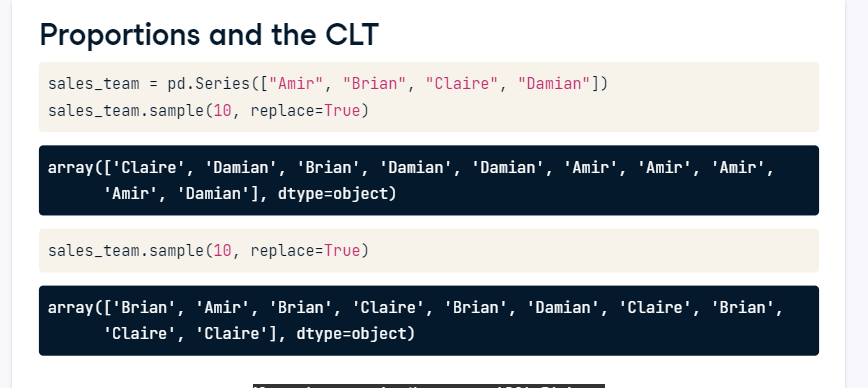 Proportions and the CLT
sales_team = pd.Series(["Amir", "Brian", "Claire", "Damian"])
sales_team.sample(10, replace=True)
array(['Claire', 'Damian', 'Brian', 'Damian', 'Damian', 'Amir', 'Amir', 'Amir',
'Amir', 'Damian'], dtype=object)
sales_team.sample(10, replace=True)
array(['Brian', 'Amir', 'Brian', 'Claire', 'Brian', 'Damian', 'Claire', 'Brian',
'Claire', 'Claire'], dtype=object)